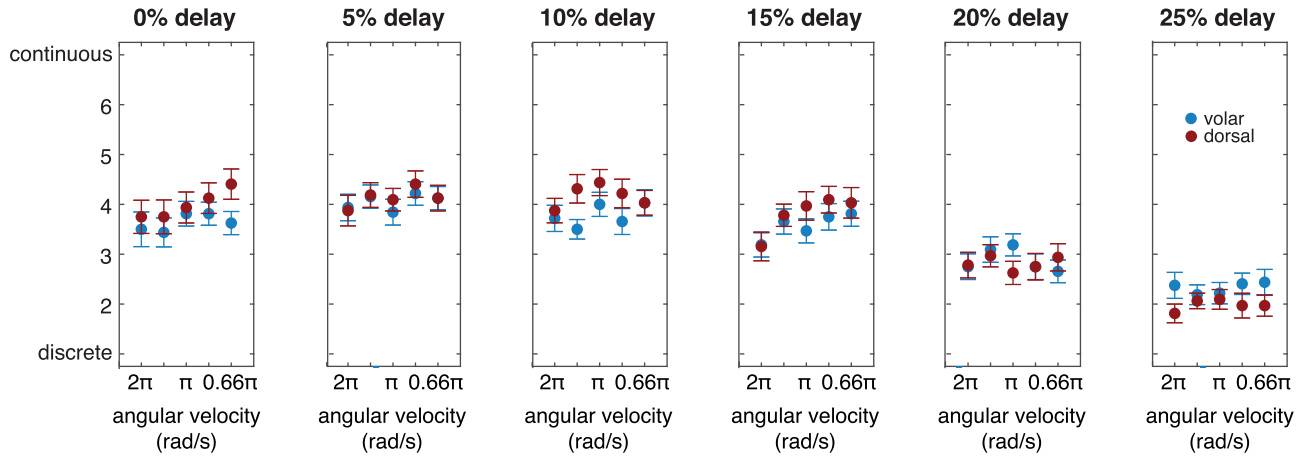 0% delay 5% delay 10% delay 15% delay 20% delay 25% delay
continuous
6
5
4
3
2
discrete
volar
dorsal
2π π 0.66π 2π π 0.66π 2π π 0.66π 2π π 0.66π 2π π 0.66π 2π π 0.66π
angular velocity angular velocity angular velocity angular velocity angular velocity angular velocity
(rad/s) (rad/s) (rad/s) (rad/s) (rad/s) (rad/s)